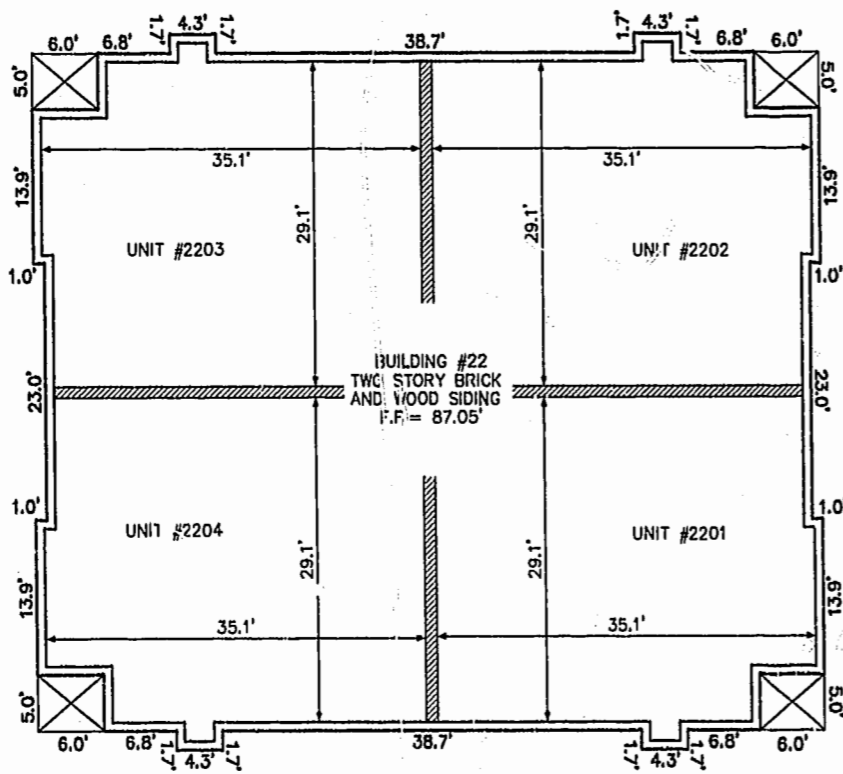 1.7' 4.3' 1.7'
6.0' 6.8' 38.7' 1.7' 4.3' 1.7' 6.8' 6.0'
5.0' 5.0'
35.1' 35.1'
13.9' 29.1' 29.1' 13.9'
UNIT #2203 UNIT #2202
1.0' 1.0'
BUILDING #22
TWO STORY BRICK
AND WOOD SIDING
F.F. = 87.05'
23.0' 23.0'
1.0' 1.0'
UNIT #2204 UNIT #2201
13.9' 29.1' 29.1' 13.9'
35.1' 35.1'
5.0' 5.0'
6.0' 6.8' 1.7' 4.3' 1.7' 38.7' 1.7' 4.3' 1.7' 6.8' 6.0'